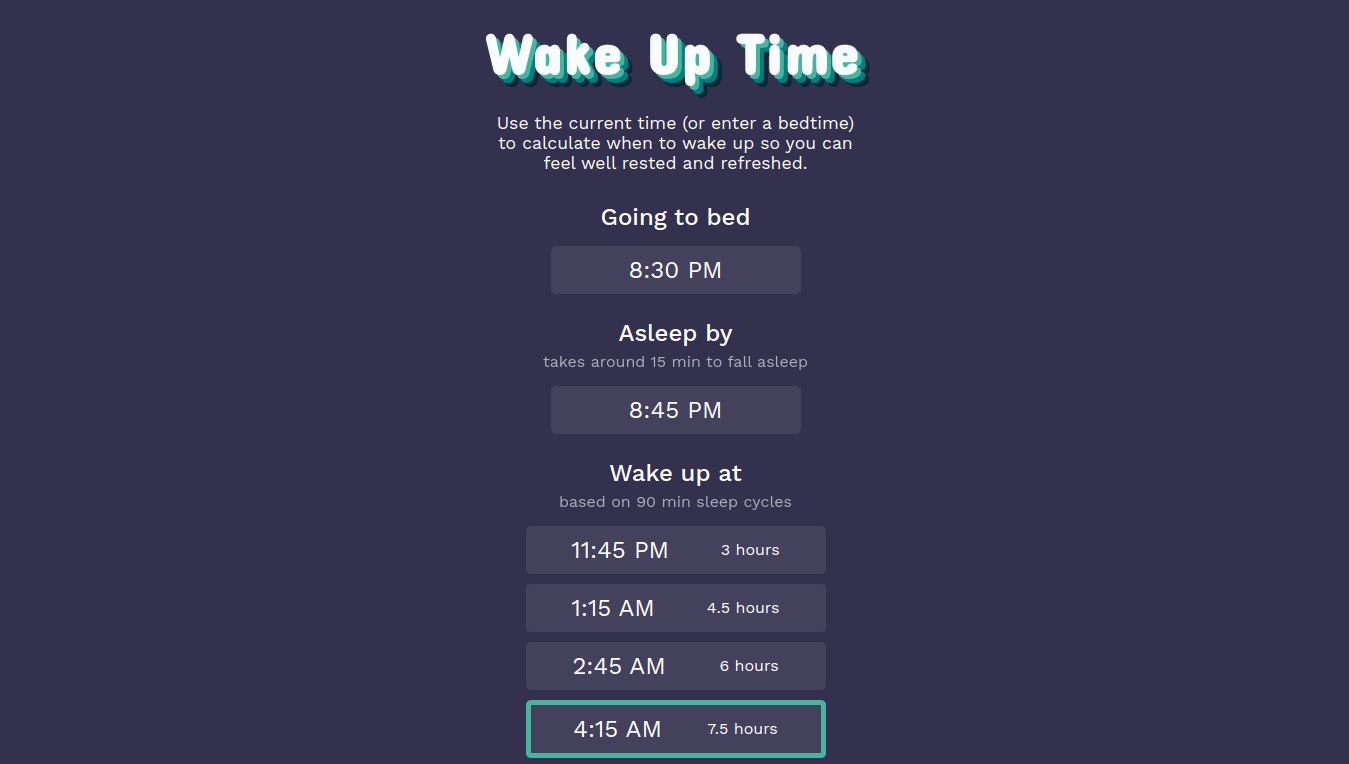 Wake Up Time
Use the current time (or enter a bedtime)
to calculate when to wake up so you can
feel well rested and refreshed.
Going to bed
8:30 PM
Asleep by
takes around 15 min to fall asleep
8:45 PM
Wake up at
based on 90 min sleep cycles
11:45 PM 3 hours
1:15 AM 4.5 hours
2:45 AM 6 hours
4:15 AM 7.5 hours